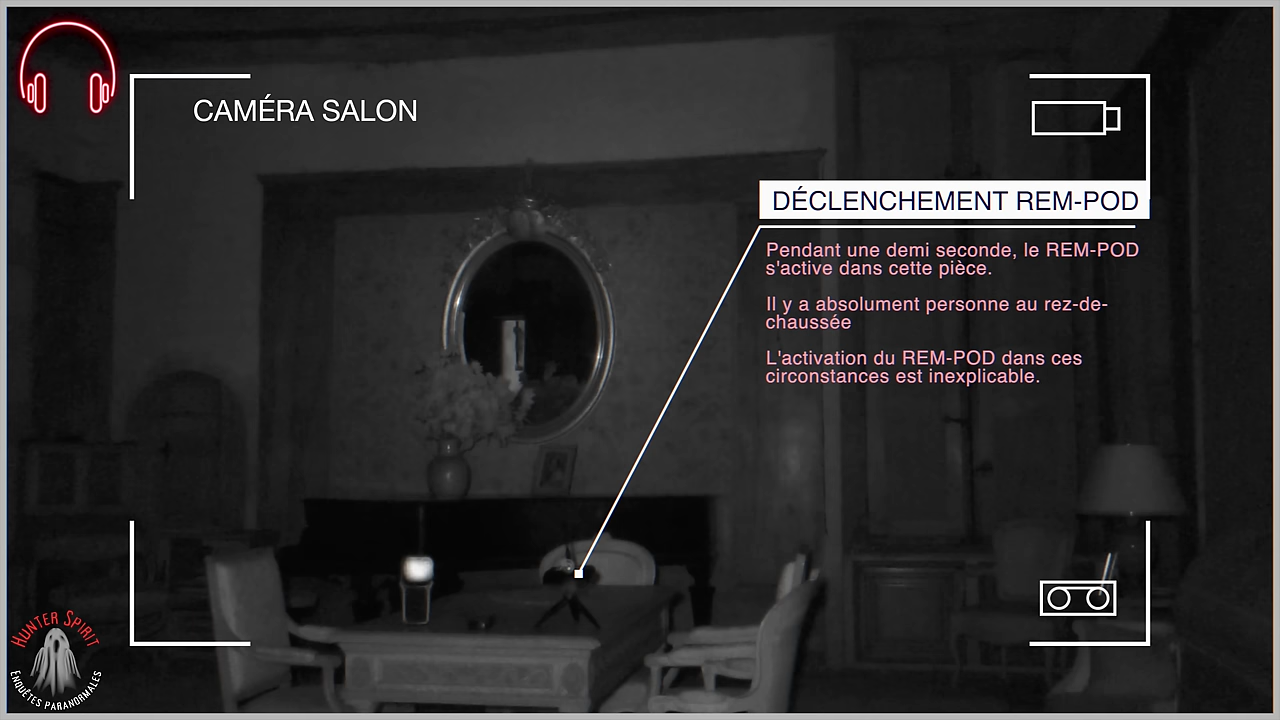 CAMÉRA SALON
DÉCLENCHEMENT REM-POD
Pendant une demi seconde, le REM-POD
s'active dans cette pièce.
Il y a absolument personne au rez-de-
chaussée
L'activation du REM-POD dans ces
circonstances est inexplicable.
HUNTER SPIRIT
ENQUÊTES PARANORMALES